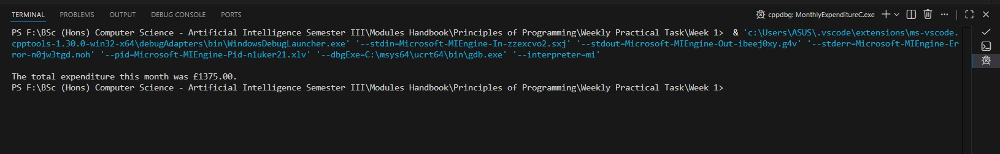 TERMINAL PROBLEMS OUTPUT DEBUG CONSOLE PORTS cppdbg: MonthlyExpenditureC.exe
PS F:\BSc (Hons) Computer Science - Artificial Intelligence Semester III\Modules Handbook\Principles of Programming\Weekly Practical Task\Week 1>  & 'c:\Users\ASUS\.vscode\extensions\ms-vscode.
cpptools-1.30.0-win32-x64\debugAdapters\bin\WindowsDebugLauncher.exe' '--stdin=Microsoft-MIEngine-In-zzexcvo2.sxj' '--stdout=Microsoft-MIEngine-Out-ibeej0xy.g4v' '--stderr=Microsoft-MIEngine-Er
ror-n0jw3tgd.noh' '--pid=Microsoft-MIEngine-Pid-n1uker21.xlv' '--dbgExe=C:\msys64\ucrt64\bin\gdb.exe' '--interpreter=mi'
The total expenditure this month was £1375.00.
PS F:\BSc (Hons) Computer Science - Artificial Intelligence Semester III\Modules Handbook\Principles of Programming\Weekly Practical Task\Week 1>